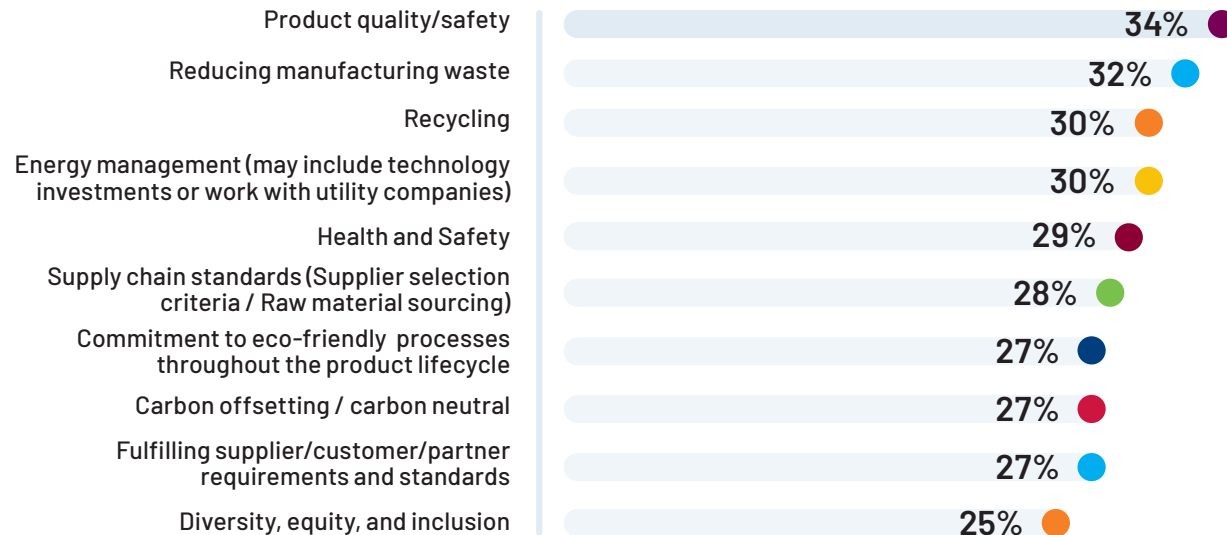 Product quality/safety 34%
Reducing manufacturing waste 32%
Recycling 30%
Energy management (may include technology
investments or work with utility companies) 30%
Health and Safety 29%
Supply chain standards (Supplier selection
criteria / Raw material sourcing) 28%
Commitment to eco-friendly processes
throughout the product lifecycle 27%
Carbon offsetting / carbon neutral 27%
Fulfilling supplier/customer/partner
requirements and standards 27%
Diversity, equity, and inclusion 25%